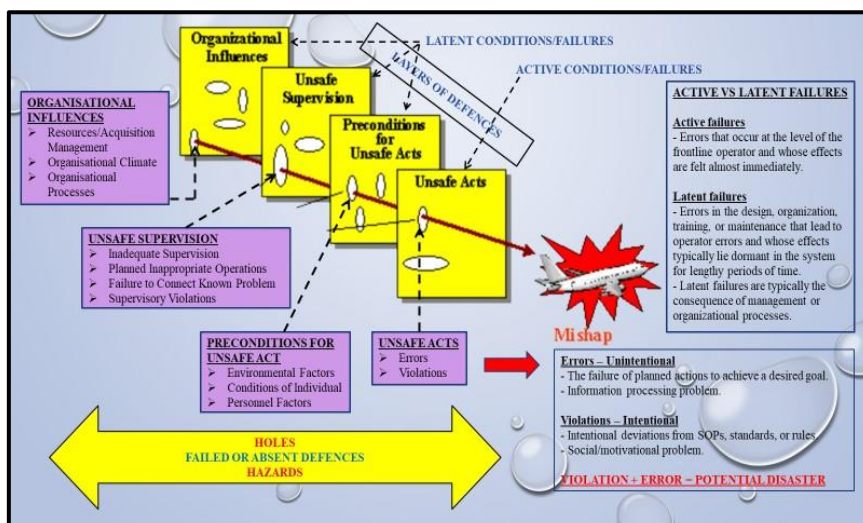 Organizational
Influences
LATENT CONDITIONS/FAILURES
LAYERS OF DEFENCES
Unsafe
Supervision
ACTIVE CONDITIONS/FAILURES
ORGANISATIONAL
INFLUENCES
Resources/Acquisition
Management
Organisational Climate
Organisational
Processes
Preconditions
for
Unsafe Acts
Unsafe Acts
ACTIVE VS LATENT FAILURES
Active failures
- Errors that occur at the level of the
frontline operator and whose effects
are felt almost immediately.
Latent failures
- Errors in the design, organization,
training, or maintenance that lead to
operator errors and whose effects
typically lie dormant in the system
for lengthy periods of time.
- Latent failures are typically the
consequence of management or
organizational processes.
UNSAFE SUPERVISION
Inadequate Supervision
Planned Inappropriate Operations
Failure to Connect Known Problem
Supervisory Violations
Mishap
PRECONDITIONS FOR
UNSAFE ACT
Environmental Factors
Conditions of Individual
Personnel Factors
UNSAFE ACTS
Errors
Violations
Errors – Unintentional
- The failure of planned actions to achieve a desired goal.
- Information processing problem.
Violations – Intentional
- Intentional deviations from SOPs, standards, or rules.
- Social/motivational problem.
VIOLATION + ERROR = POTENTIAL DISASTER
HOLES
FAILED OR ABSENT DEFENCES
HAZARDS